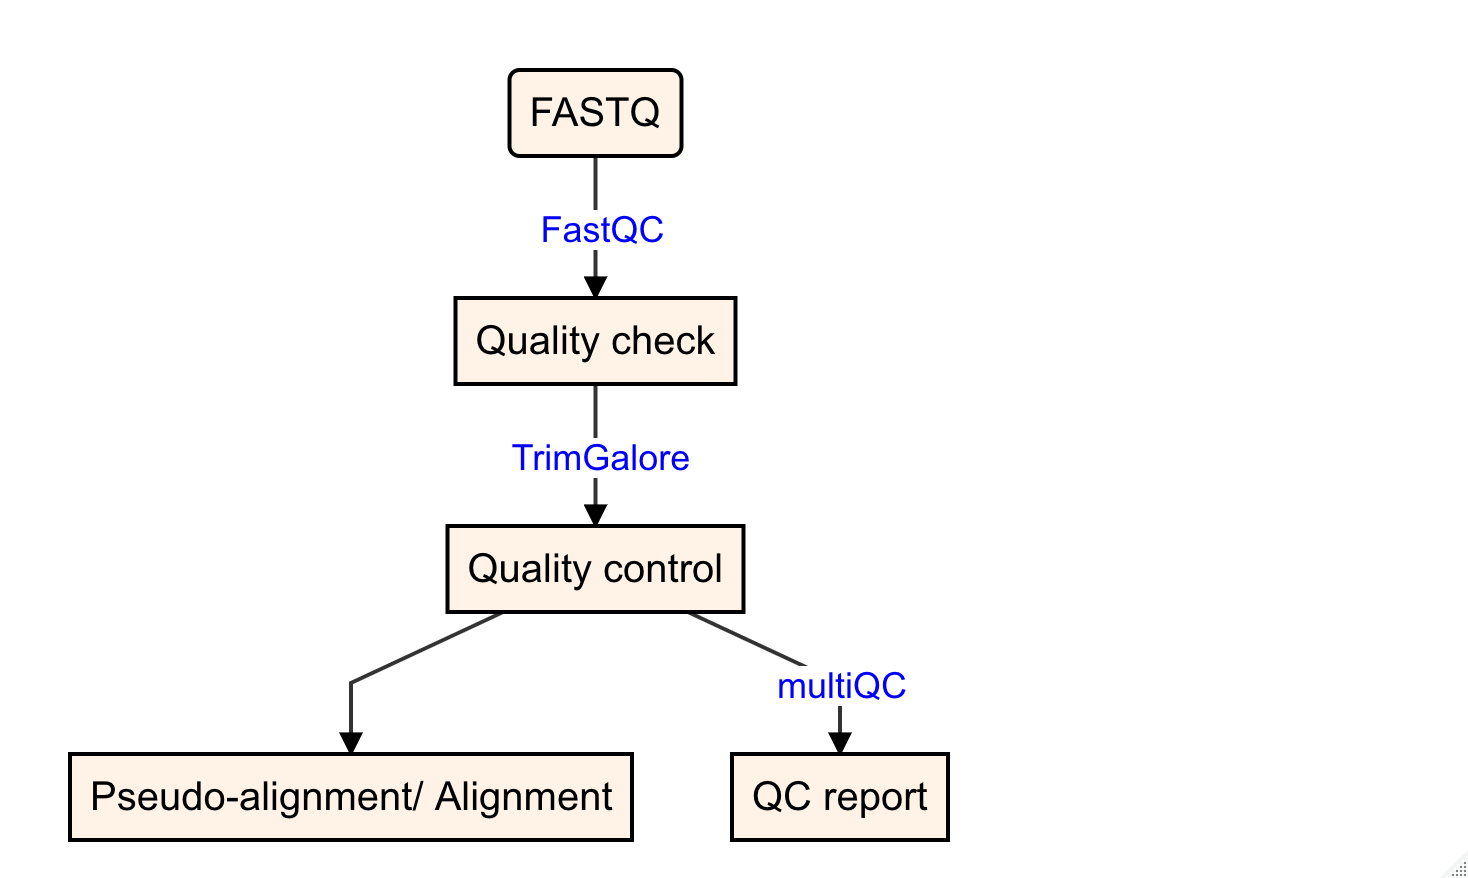 FASTQ
FastQC
Quality check
TrimGalore
Quality control
multiQC
Pseudo-alignment/ Alignment
QC report